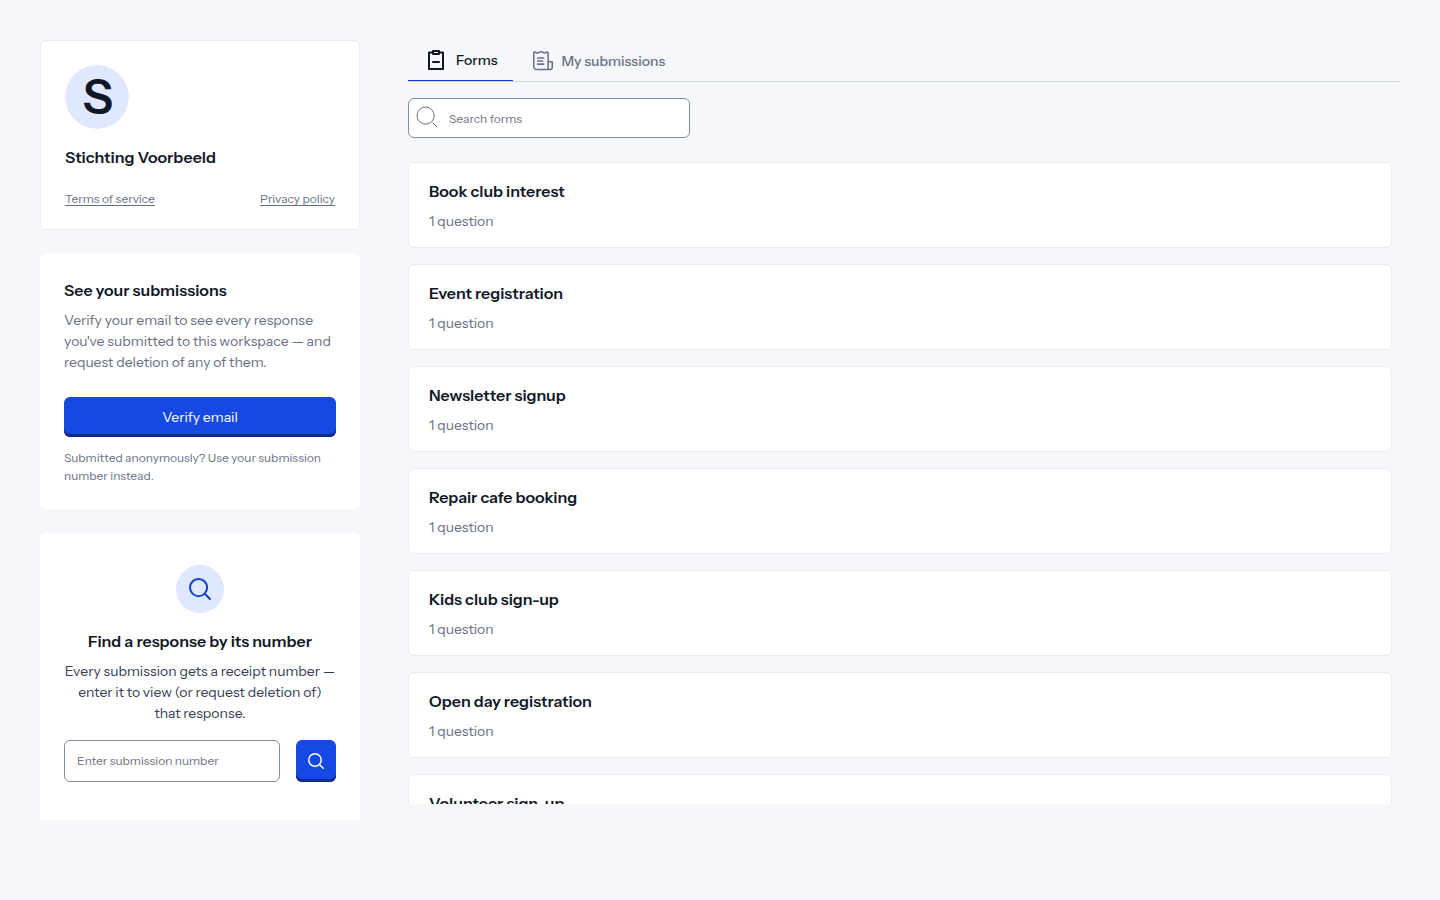 S
Stichting Voorbeeld
Terms of service
Privacy policy
See your submissions
Verify your email to see every response
you've submitted to this workspace — and
request deletion of any of them.
Verify email
Submitted anonymously? Use your submission
number instead.
Find a response by its number
Every submission gets a receipt number —
enter it to view (or request deletion of)
that response.
Enter submission number
Forms
My submissions
Search forms
Book club interest
1 question
Event registration
1 question
Newsletter signup
1 question
Repair cafe booking
1 question
Kids club sign-up
1 question
Open day registration
1 question
Volunteer sign-up